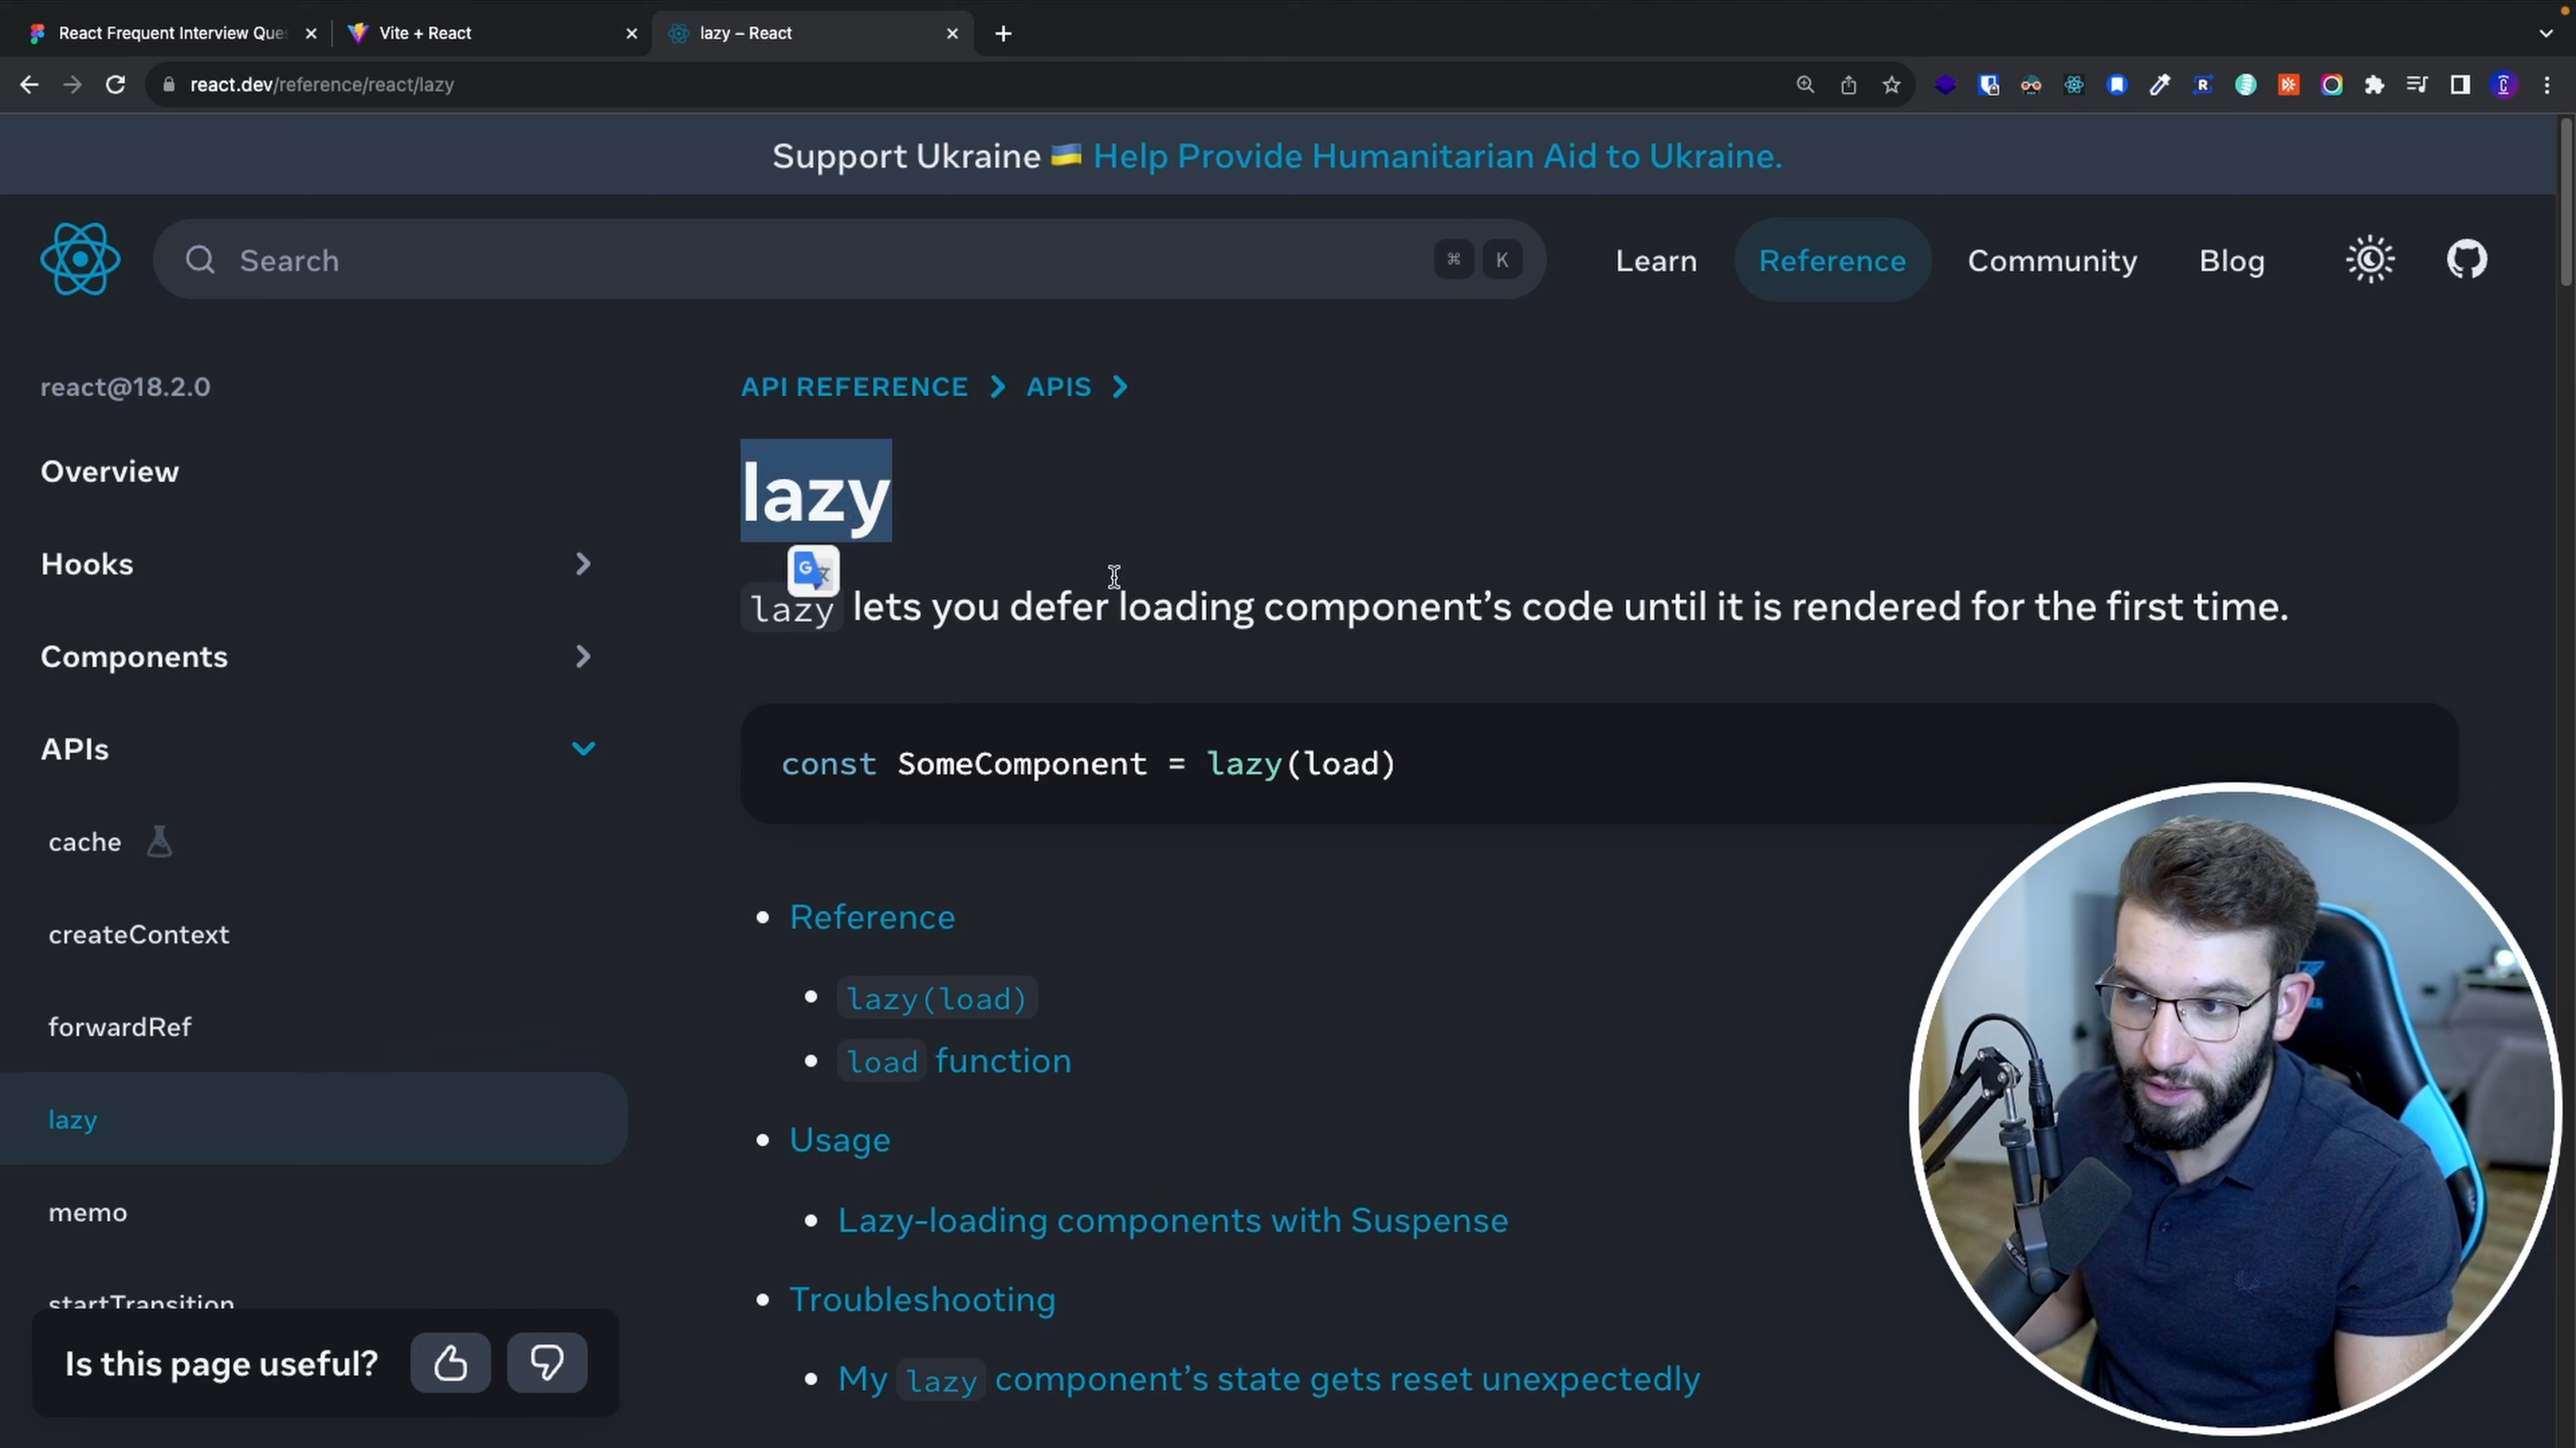 React Frequent Interview Ques
Vite + React
lazy – React
react.dev/reference/react/lazy
Support Ukraine 🇺🇦 Help Provide Humanitarian Aid to Ukraine.
Search
⌘ K
Learn
Reference
Community
Blog
react@18.2.0
Overview
Hooks
Components
APIs
cache
createContext
forwardRef
lazy
memo
startTransition
Is this page useful?
API REFERENCE > APIS >
lazy
lazy lets you defer loading component’s code until it is rendered for the first time.
const SomeComponent = lazy(load)
• Reference
• lazy(load)
• load function
• Usage
• Lazy-loading components with Suspense
• Troubleshooting
• My lazy component’s state gets reset unexpectedly